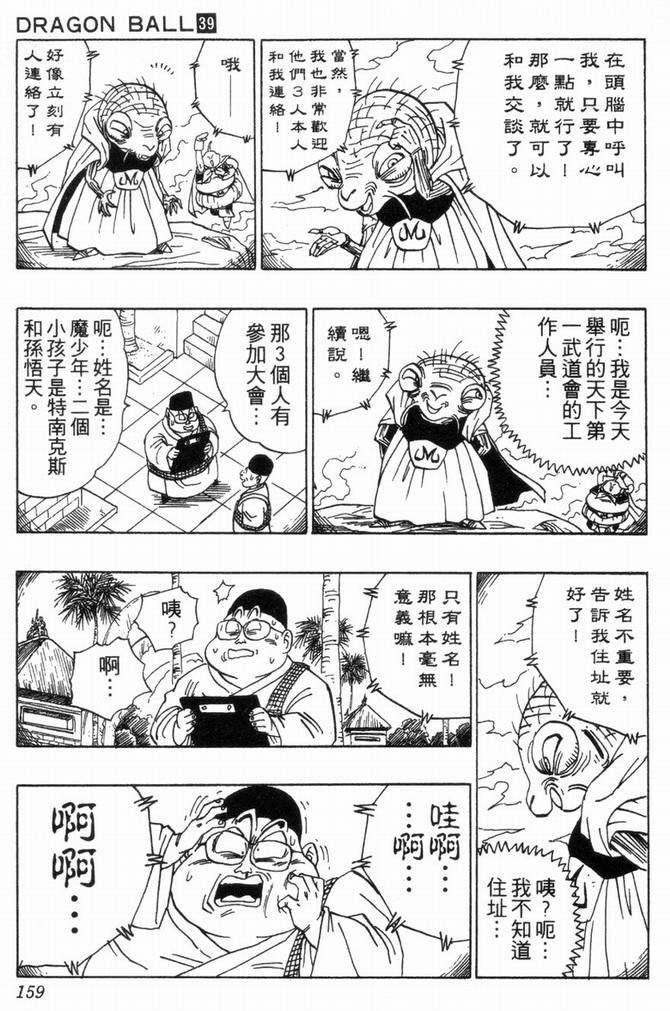 DRAGON BALL 39
在頭腦中呼叫
我，只要專心
一點就行了！
那麼，就可以
和我交談了。
當然，
我也非常歡迎
他們3人本人
和我連絡！
哦——
好像立刻有
人連絡了！
呃…我是今天
舉行的天下第
一武道會的工
作人員…
嗯！繼
續說。
那3個人有
參加大會…
呃…姓名是…
魔少年…二個
小孩子是特南克斯
和孫悟天。
姓名不重要，
告訴我住址就
好了！
咦？呃…
我不知道
住址…
只有姓名！
那根本毫無
意義嘛！
咦？
啊…
哇啊…
…啊…
啊啊…
159